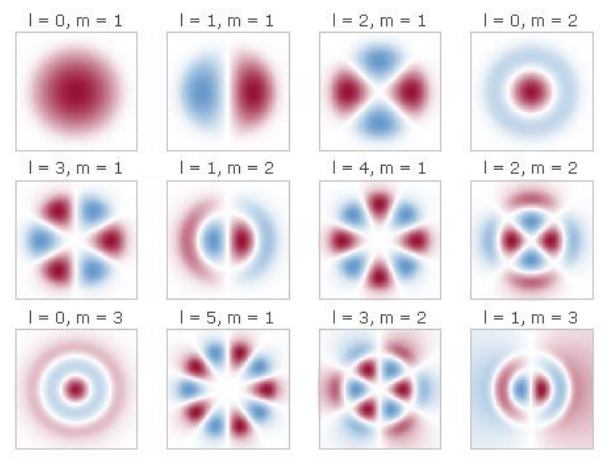 l = 0, m = 1
l = 1, m = 1
l = 2, m = 1
l = 0, m = 2
l = 3, m = 1
l = 1, m = 2
l = 4, m = 1
l = 2, m = 2
l = 0, m = 3
l = 5, m = 1
l = 3, m = 2
l = 1, m = 3